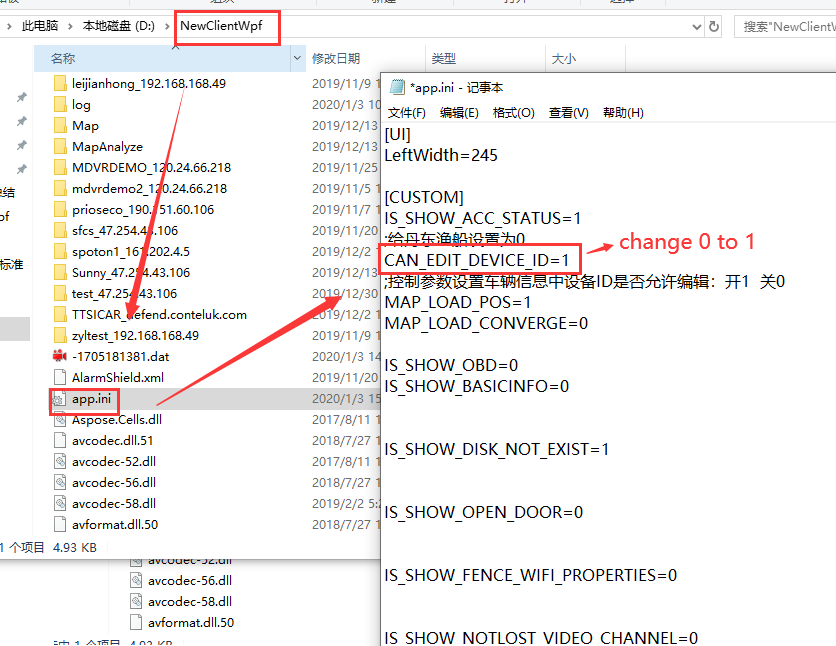 此电脑 > 本地磁盘 (D:) > NewClientWpf
搜索"NewClientW
名称 修改日期 类型 大小
leijianhong_192.168.168.49 2019/11/9 1
log 2020/1/3 10
Map 2019/12/13
MapAnalyze 2019/12/13
MDVRDEMO_120.24.66.218 2019/11/25
mdvrdemo2_120.24.66.218 2019/11/5 1
prioseco_190.151.60.106 2019/11/7 1
sfcs_47.254.43.106 2019/11/20
spoton1_161.202.4.5 2019/12/2
Sunny_47.254.43.106 2019/12/13
test_47.254.43.106 2019/12/30
TTSICAR_defend.conteluk.com 2019/12/2 1
zyltest_192.168.168.49 2019/11/9 1
-1705181381.dat 2020/1/3 14
AlarmShield.xml 2019/11/20
app.ini 2020/1/3 15
Aspose.Cells.dll 2017/8/11 1
avcodec.dll.51 2018/7/27 1
avcodec-52.dll 2017/8/11 1
avcodec-56.dll 2018/7/27 1
avcodec-58.dll 2019/2/2 5:2
avformat.dll.50 2018/7/27 1
1 个项目 4.93 KB
avcodec-52.dll
avcodec-56.dll
avcodec-58.dll
avformat.dll.50
中 1 个项目 4.93 KB
标准
*app.ini - 记事本
文件(F) 编辑(E) 格式(O) 查看(V) 帮助(H)
[UI]
LeftWidth=245
[CUSTOM]
IS_SHOW_ACC_STATUS=1
;给丹东渔船设置为0
CAN_EDIT_DEVICE_ID=1
change 0 to 1
;控制参数设置车辆信息中设备ID是否允许编辑：开1 关0
MAP_LOAD_POS=1
MAP_LOAD_CONVERGE=0
IS_SHOW_OBD=0
IS_SHOW_BASICINFO=0
IS_SHOW_DISK_NOT_EXIST=1
IS_SHOW_OPEN_DOOR=0
IS_SHOW_FENCE_WIFI_PROPERTIES=0
IS_SHOW_NOTLOST_VIDEO_CHANNEL=0